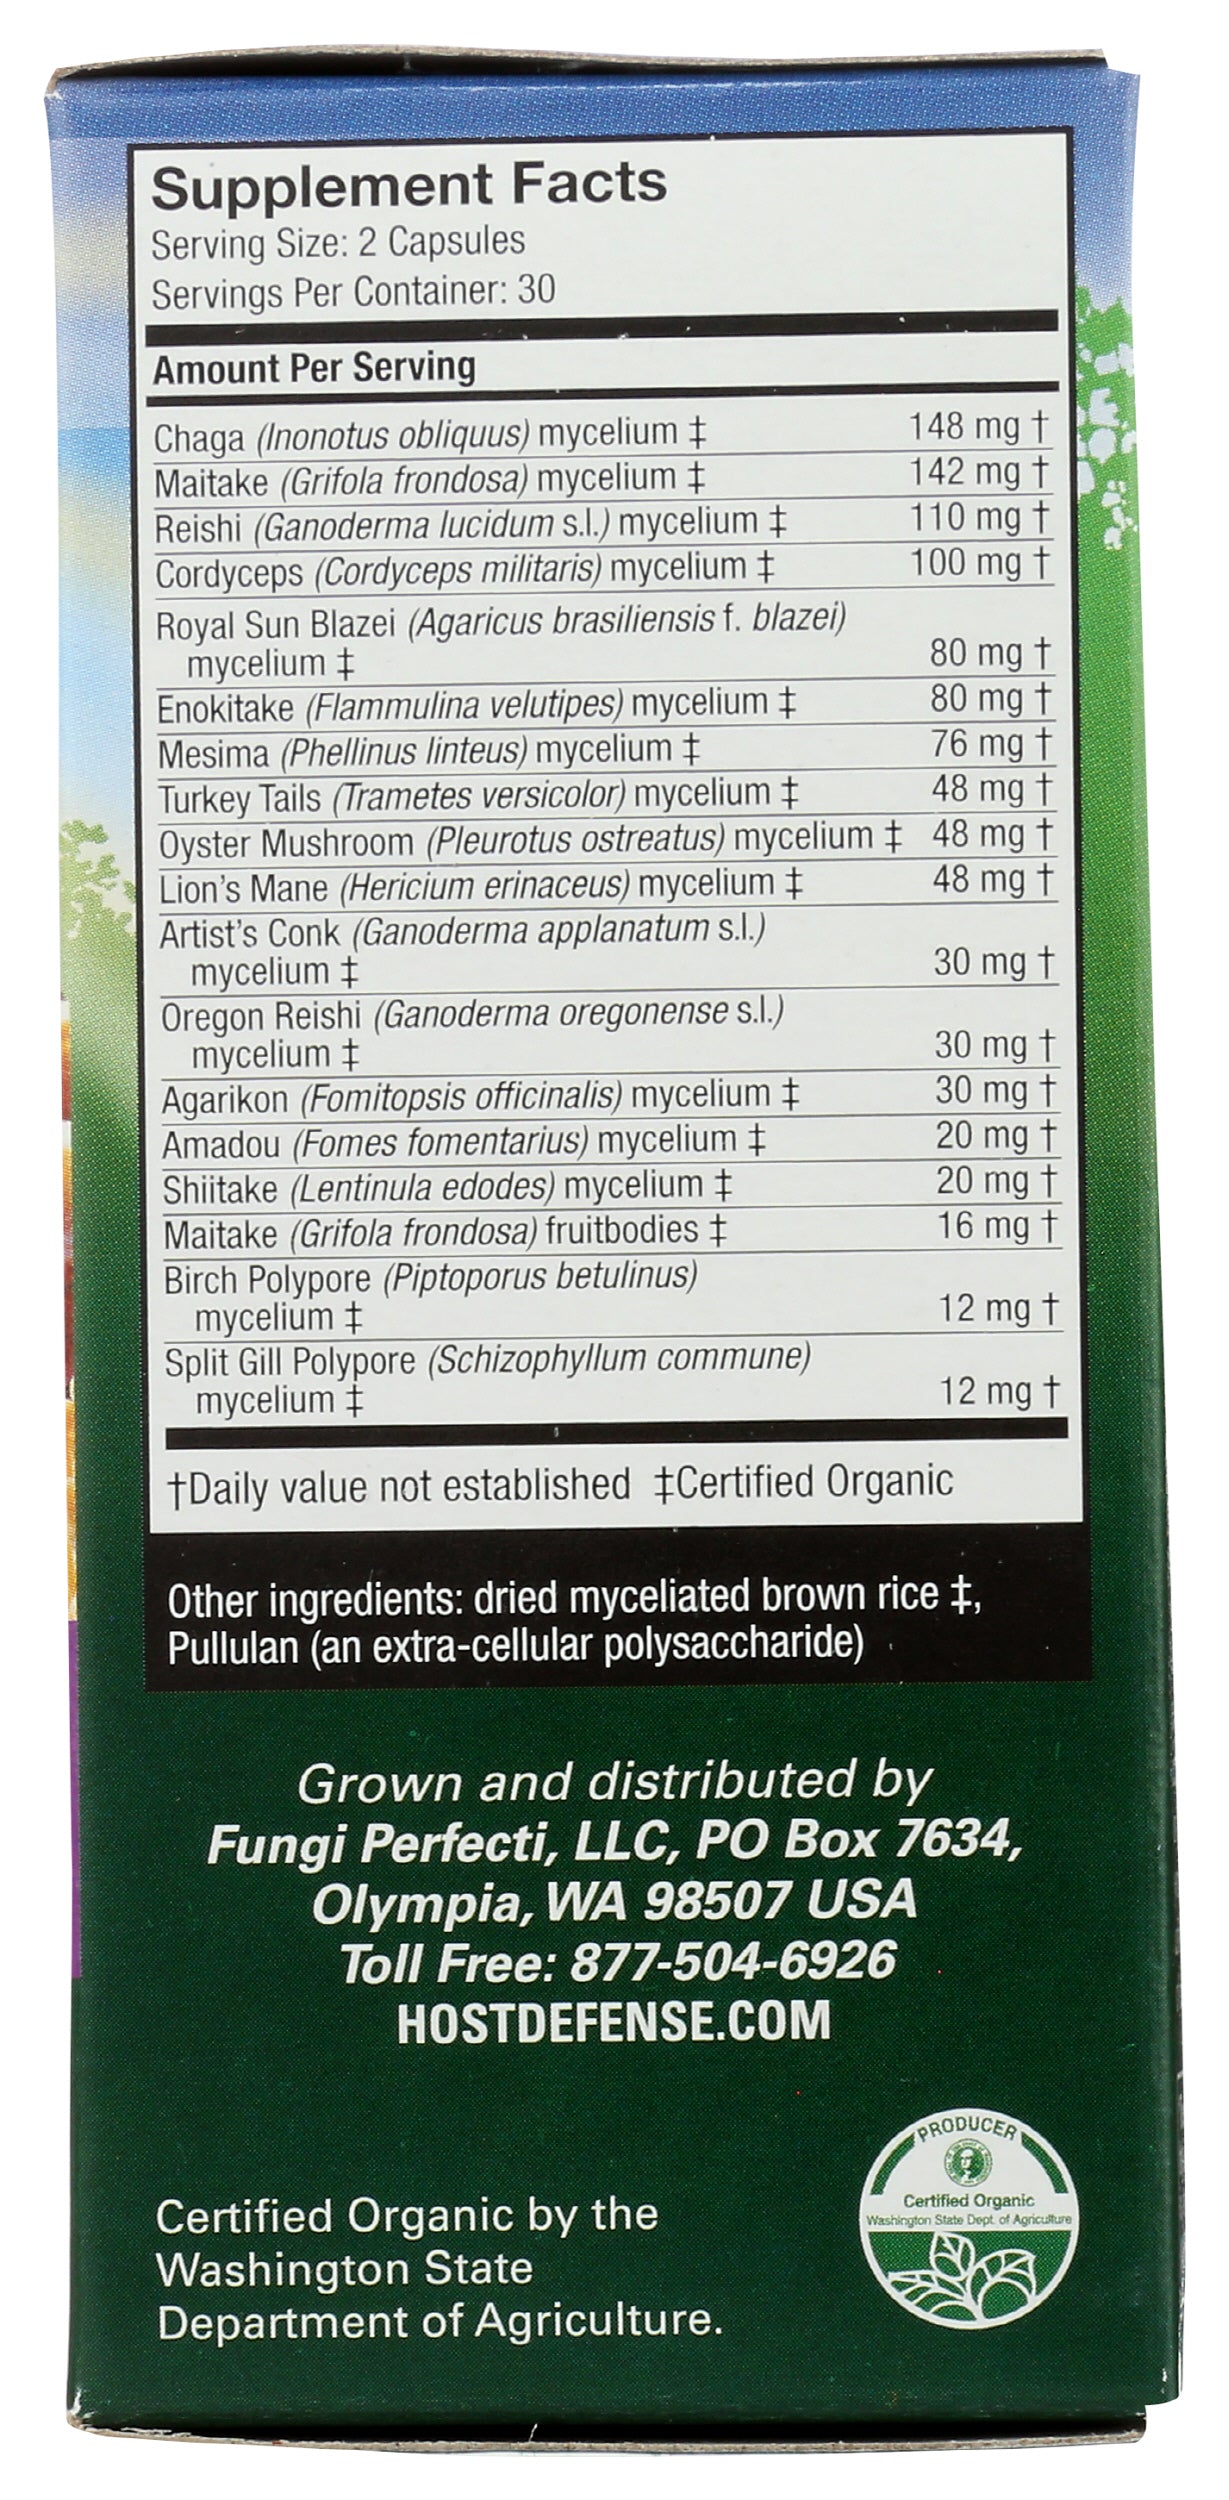 Supplement Facts
Serving Size: 2 Capsules
Servings Per Container: 30
Amount Per Serving
Chaga (Inonotus obliquus) mycelium ‡ 148 mg †
Maitake (Grifola frondosa) mycelium ‡ 142 mg †
Reishi (Ganoderma lucidum s.l.) mycelium ‡ 110 mg †
Cordyceps (Cordyceps militaris) mycelium ‡ 100 mg †
Royal Sun Blazei (Agaricus brasiliensis f. blazei)
mycelium ‡ 80 mg †
Enokitake (Flammulina velutipes) mycelium ‡ 80 mg †
Mesima (Phellinus linteus) mycelium ‡ 76 mg †
Turkey Tails (Trametes versicolor) mycelium ‡ 48 mg †
Oyster Mushroom (Pleurotus ostreatus) mycelium ‡ 48 mg †
Lion's Mane (Hericium erinaceus) mycelium ‡ 48 mg †
Artist's Conk (Ganoderma applanatum s.l.)
mycelium ‡ 30 mg †
Oregon Reishi (Ganoderma oregonense s.l.)
mycelium ‡ 30 mg †
Agarikon (Fomitopsis officinalis) mycelium ‡ 30 mg †
Amadou (Fomes fomentarius) mycelium ‡ 20 mg †
Shiitake (Lentinula edodes) mycelium ‡ 20 mg †
Maitake (Grifola frondosa) fruitbodies ‡ 16 mg †
Birch Polypore (Piptoporus betulinus)
mycelium ‡ 12 mg †
Split Gill Polypore (Schizophyllum commune)
mycelium ‡ 12 mg †
†Daily value not established ‡Certified Organic
Other ingredients: dried myceliated brown rice ‡,
Pullulan (an extra-cellular polysaccharide)
Grown and distributed by
Fungi Perfecti, LLC, PO Box 7634,
Olympia, WA 98507 USA
Toll Free: 877-504-6926
HOSTDEFENSE.COM
Certified Organic by the
Washington State
Department of Agriculture.
PRODUCER
Certified Organic
Washington State Dept. of Agriculture